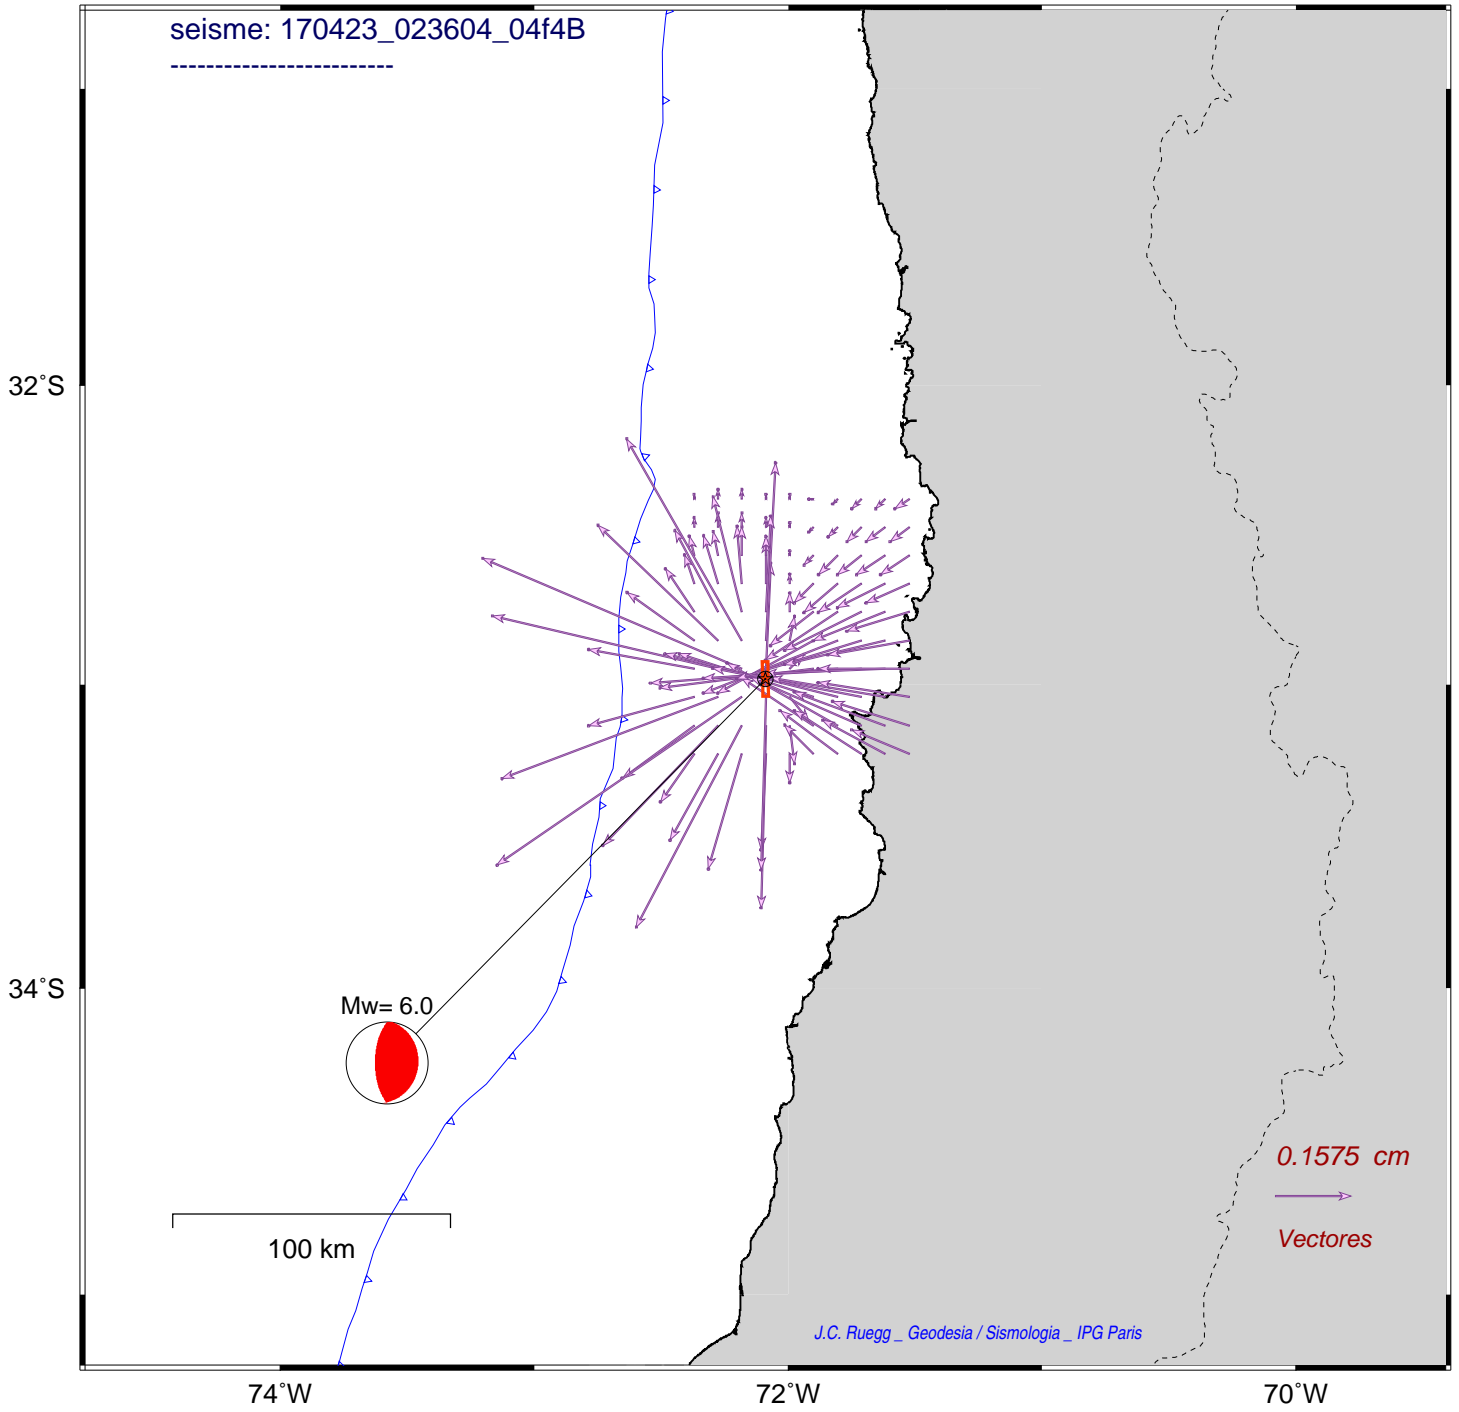 seisme: 170423_023604_04f4B
-------------------------
32°S
34°S
Mw= 6.0
100 km
0.1575 cm
Vectores
J.C. Ruegg _ Geodesia / Sismologia _ IPG Paris
74°W
72°W
70°W